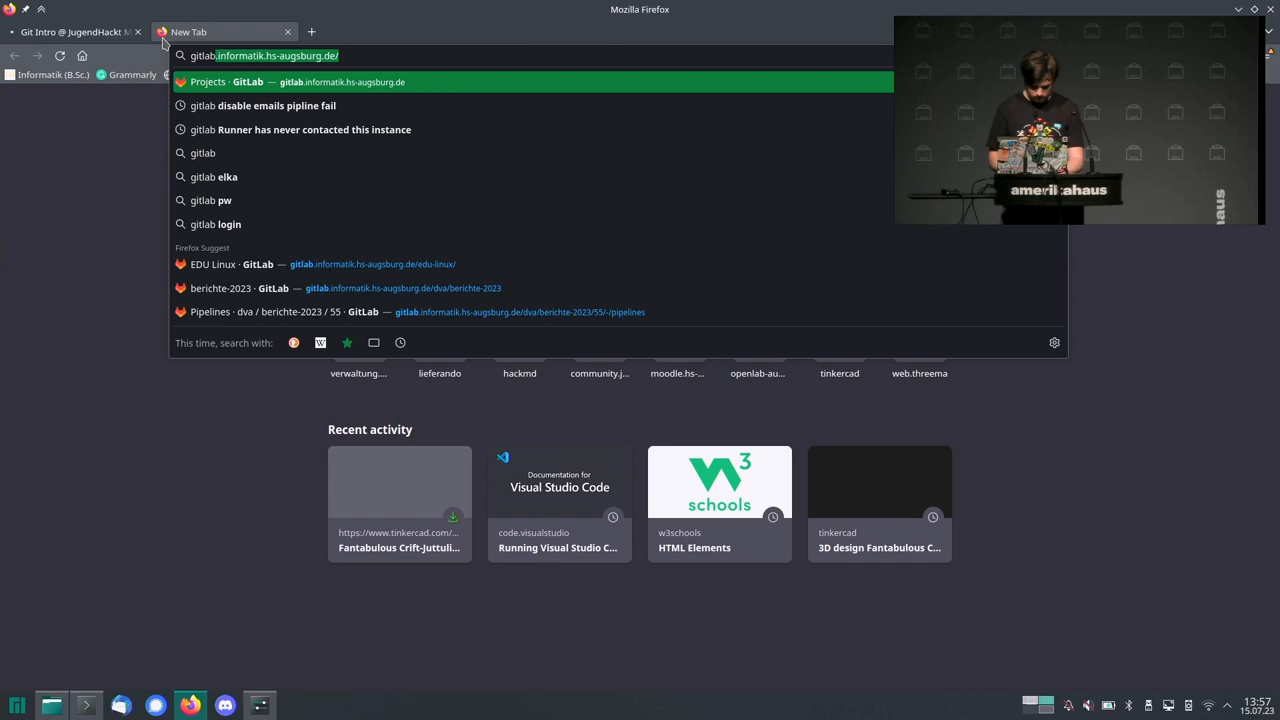 Mozilla Firefox
Git Intro @ JugendHackt M
New Tab
gitlab.informatik.hs-augsburg.de/
Informatik (B.Sc.)
Grammarly
Projects · GitLab — gitlab.informatik.hs-augsburg.de
gitlab disable emails pipline fail
gitlab Runner has never contacted this instance
gitlab
gitlab elka
gitlab pw
gitlab login
Firefox Suggest
EDU Linux · GitLab — gitlab.informatik.hs-augsburg.de/edu-linux/
berichte-2023 · GitLab — gitlab.informatik.hs-augsburg.de/dva/berichte-2023
Pipelines · dva / berichte-2023 / 55 · GitLab — gitlab.informatik.hs-augsburg.de/dva/berichte-2023/55/-/pipelines
This time, search with:
W
amerikahaus
haus
verwaltung....
lieferando
hackmd
community.j...
moodle.hs-...
openlab-au...
tinkercad
web.threema
Recent activity
Documentation for
Visual Studio Code
W3
schools
https://www.tinkercad.com/...
Fantabulous Crift-Juttuli...
code.visualstudio
Running Visual Studio C...
w3schools
HTML Elements
tinkercad
3D design Fantabulous C...
13:57
15.07.23